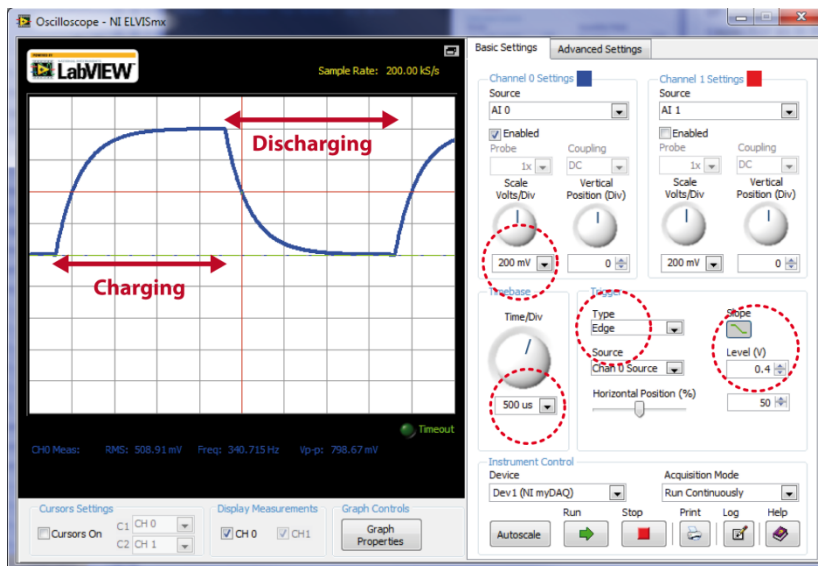 Oscilloscope - NI ELVISmx
POWERED BY
LabVIEW™
Sample Rate: 200.00 kS/s
Discharging
Charging
Timeout
CH0 Meas: RMS: 508.91 mV Freq: 340.715 Hz Vp-p: 798.67 mV
Cursors Settings
Cursors On
C1 CH 0
C2 CH 1
Display Measurements
CH 0 CH1
Graph Controls
Graph
Properties
Basic Settings Advanced Settings
Channel 0 Settings
Source
AI 0
Enabled
Probe Coupling
1x DC
Scale Vertical
Volts/Div Position (Div)
200 mV 0
Channel 1 Settings
Source
AI 1
Enabled
Probe Coupling
1x DC
Scale Vertical
Volts/Div Position (Div)
200 mV 0
Timebase
Time/Div
500 us
Trigger
Type
Edge
Slope
Source
Chan 0 Source
Level (V)
0.4
Horizontal Position (%)
50
Instrument Control
Device Acquisition Mode
Dev1 (NI myDAQ) Run Continuously
Run Stop Print Log Help
Autoscale